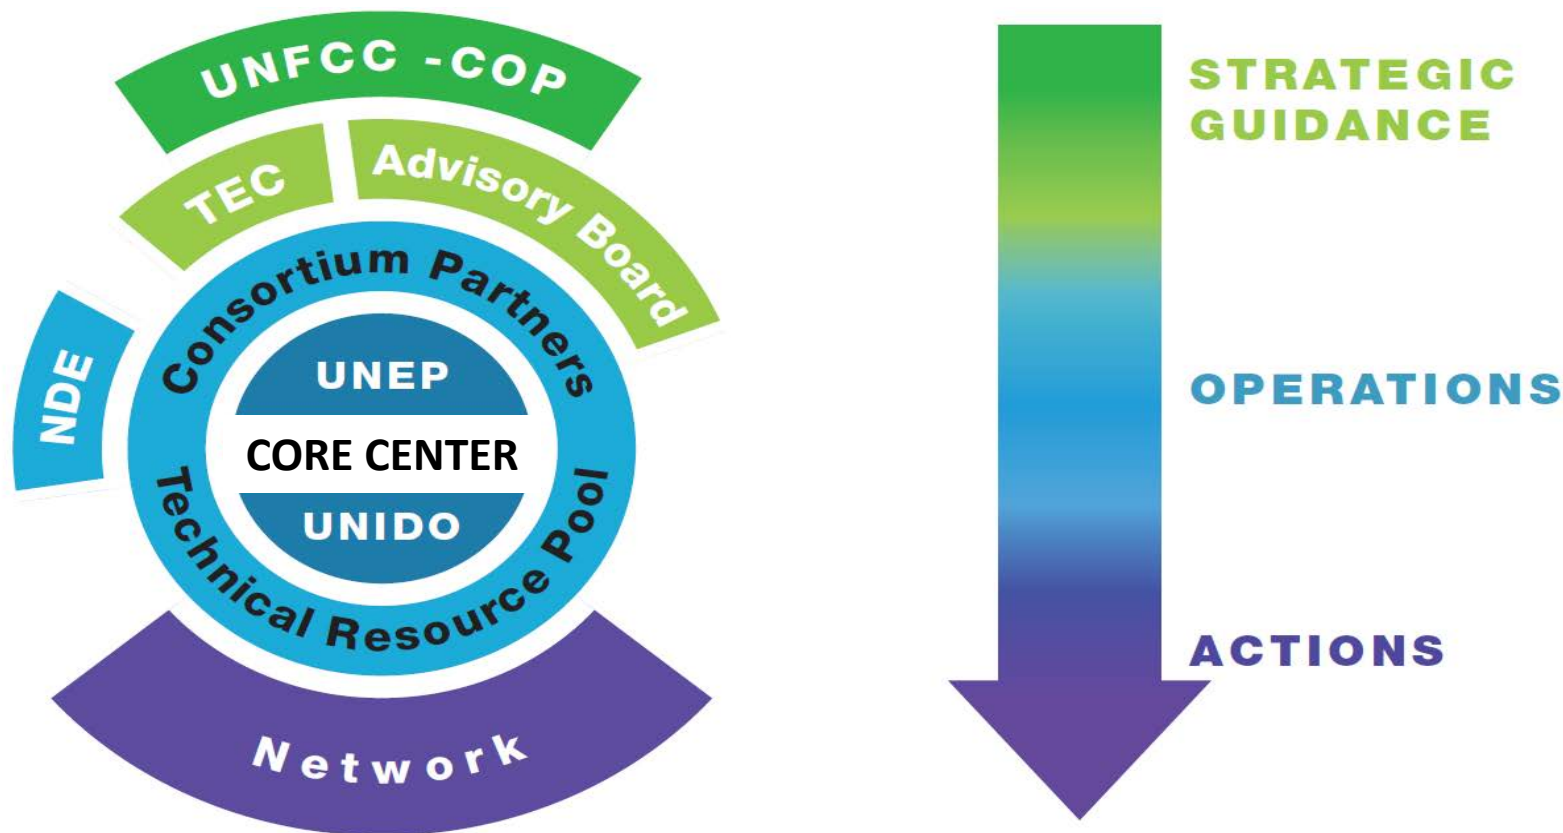 UNFCC -COP
TEC
Advisory Board
Consortium Partners
NDE
UNEP
CORE CENTER
UNIDO
Technical Resource Pool
Network
STRATEGIC
GUIDANCE
OPERATIONS
ACTIONS